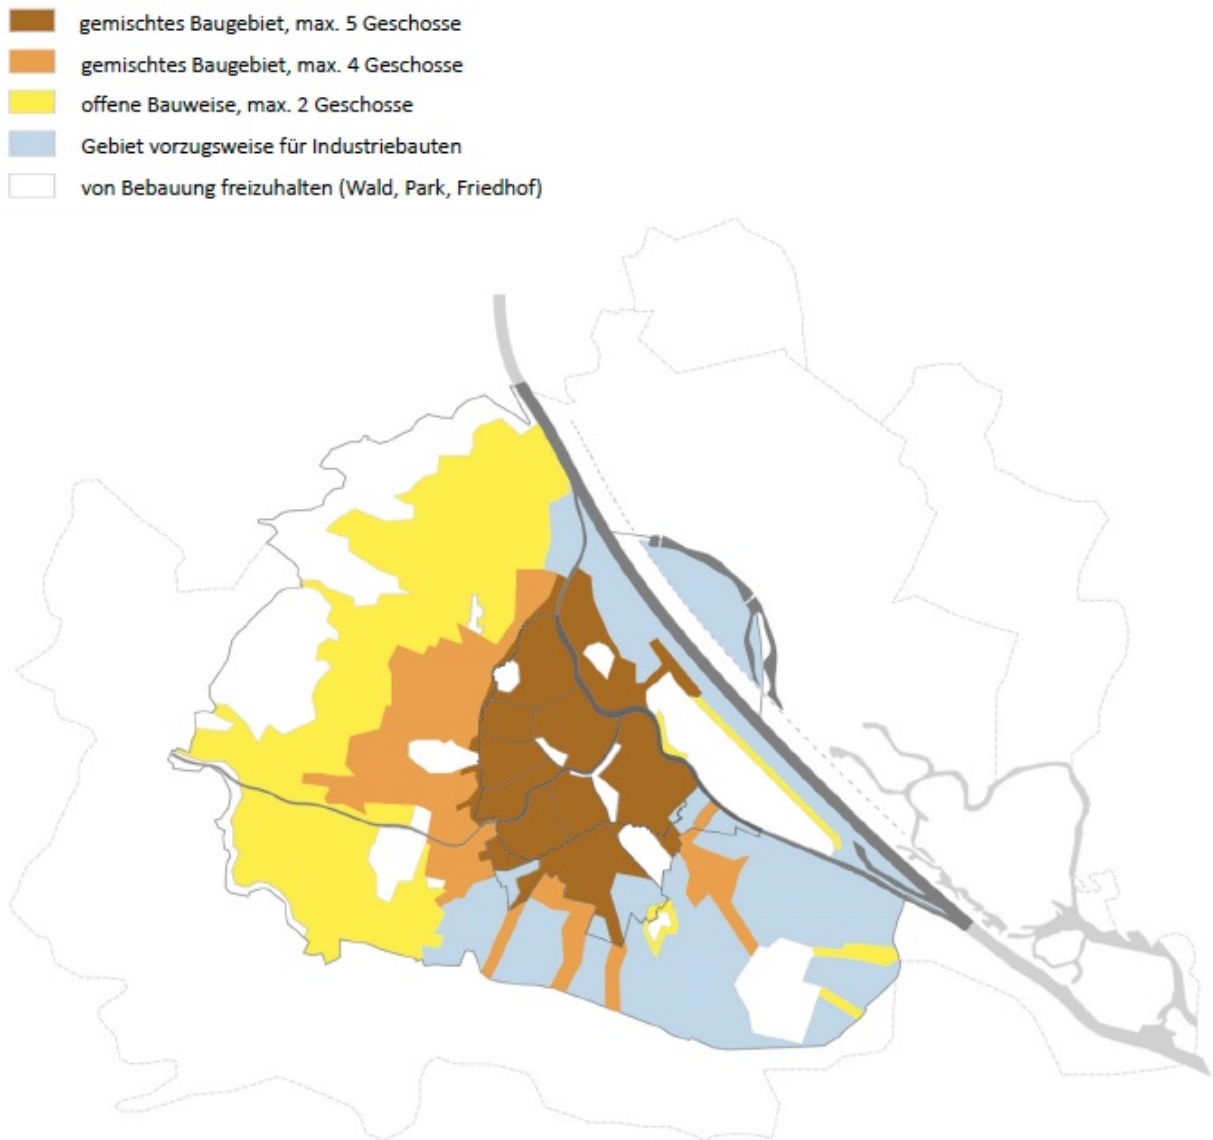 gemischtes Baugebiet, max. 5 Geschosse
gemischtes Baugebiet, max. 4 Geschosse
offene Bauweise, max. 2 Geschosse
Gebiet vorzugsweise für Industriebauten
von Bebauung freizuhalten (Wald, Park, Friedhof)